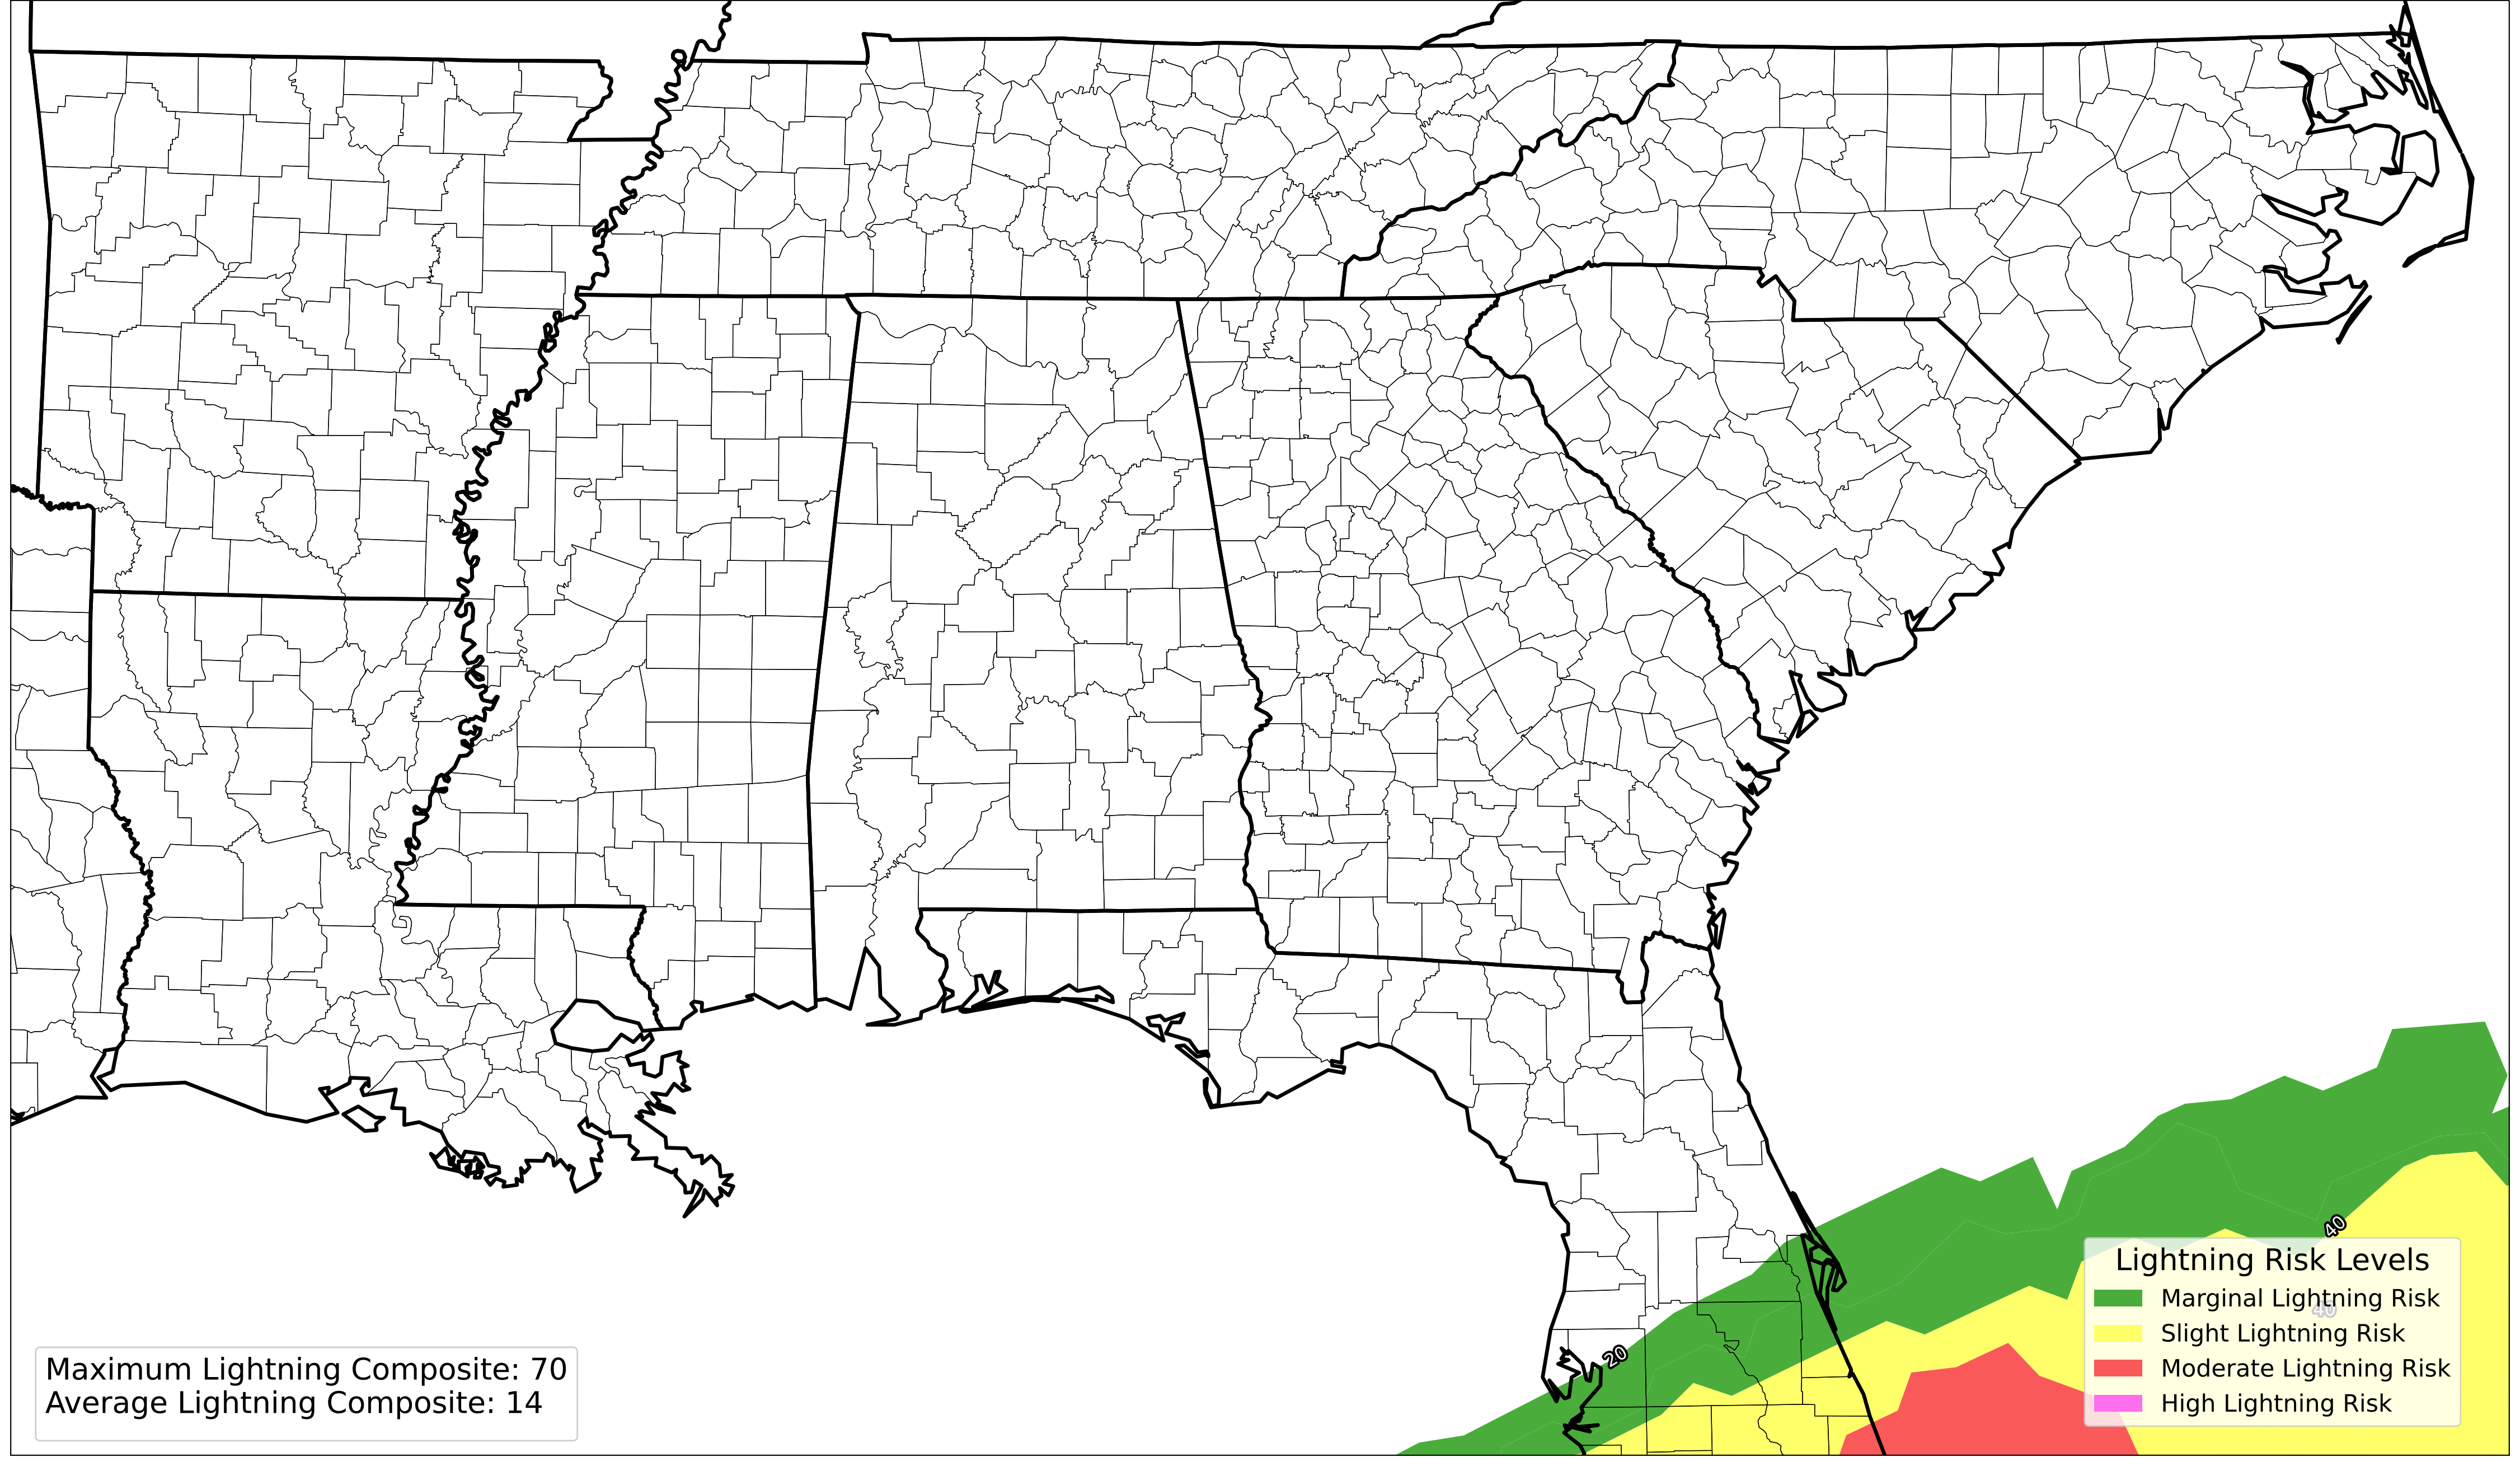 40
Lightning Risk Levels
Marginal Lightning Risk
40
Slight Lightning Risk
20
Moderate Lightning Risk
High Lightning Risk
Maximum Lightning Composite: 70
Average Lightning Composite: 14